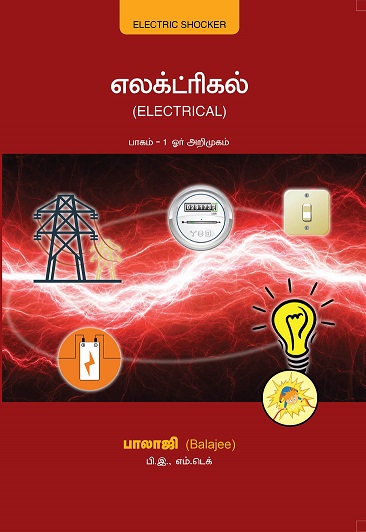 ELECTRIC SHOCKER
எலக்ட்ரிகல்
(ELECTRICAL)
பாகம் - 1 ஓர் அறிமுகம்
பாலாஜி (Balajee)
பி.இ., எம்.டெக்